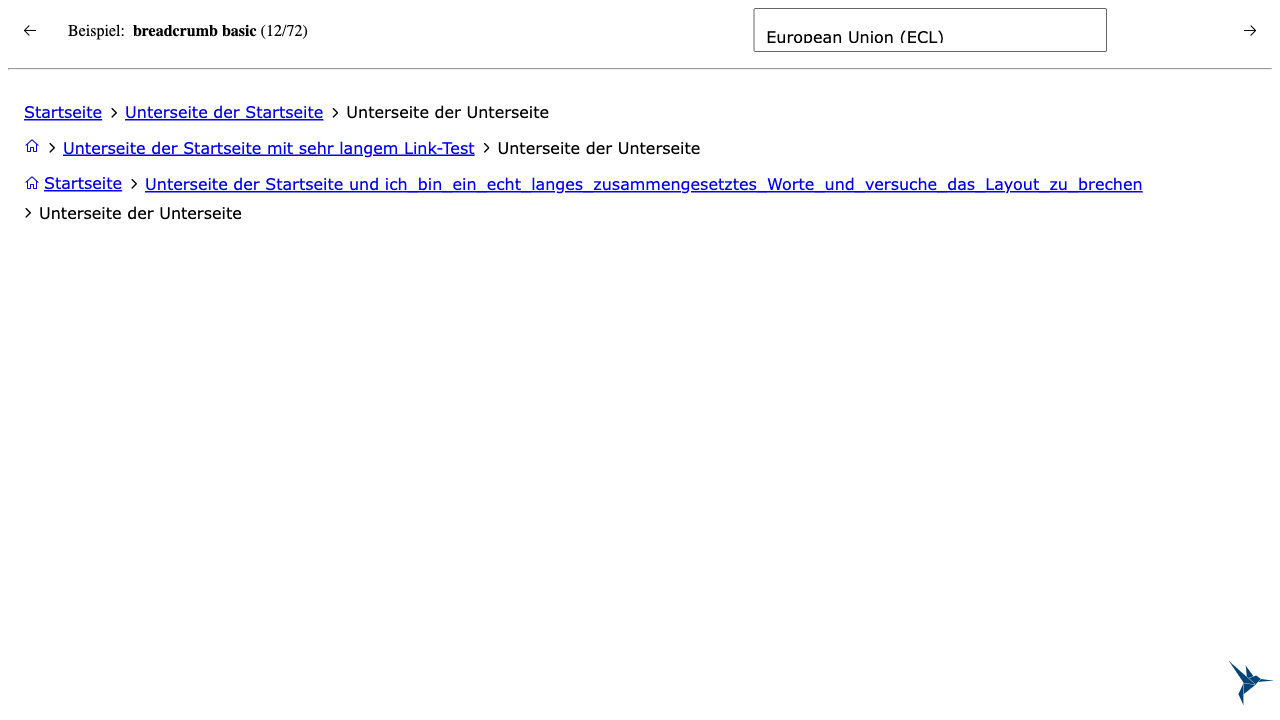 Beispiel: breadcrumb basic (12/72)
European Union (ECL)
Startseite Unterseite der Startseite Unterseite der Unterseite
Unterseite der Startseite mit sehr langem Link-Test Unterseite der Unterseite
Startseite Unterseite der Startseite und ich_bin_ein_echt_langes_zusammengesetztes_Worte_und_versuche_das_Layout_zu_brechen
Unterseite der Unterseite